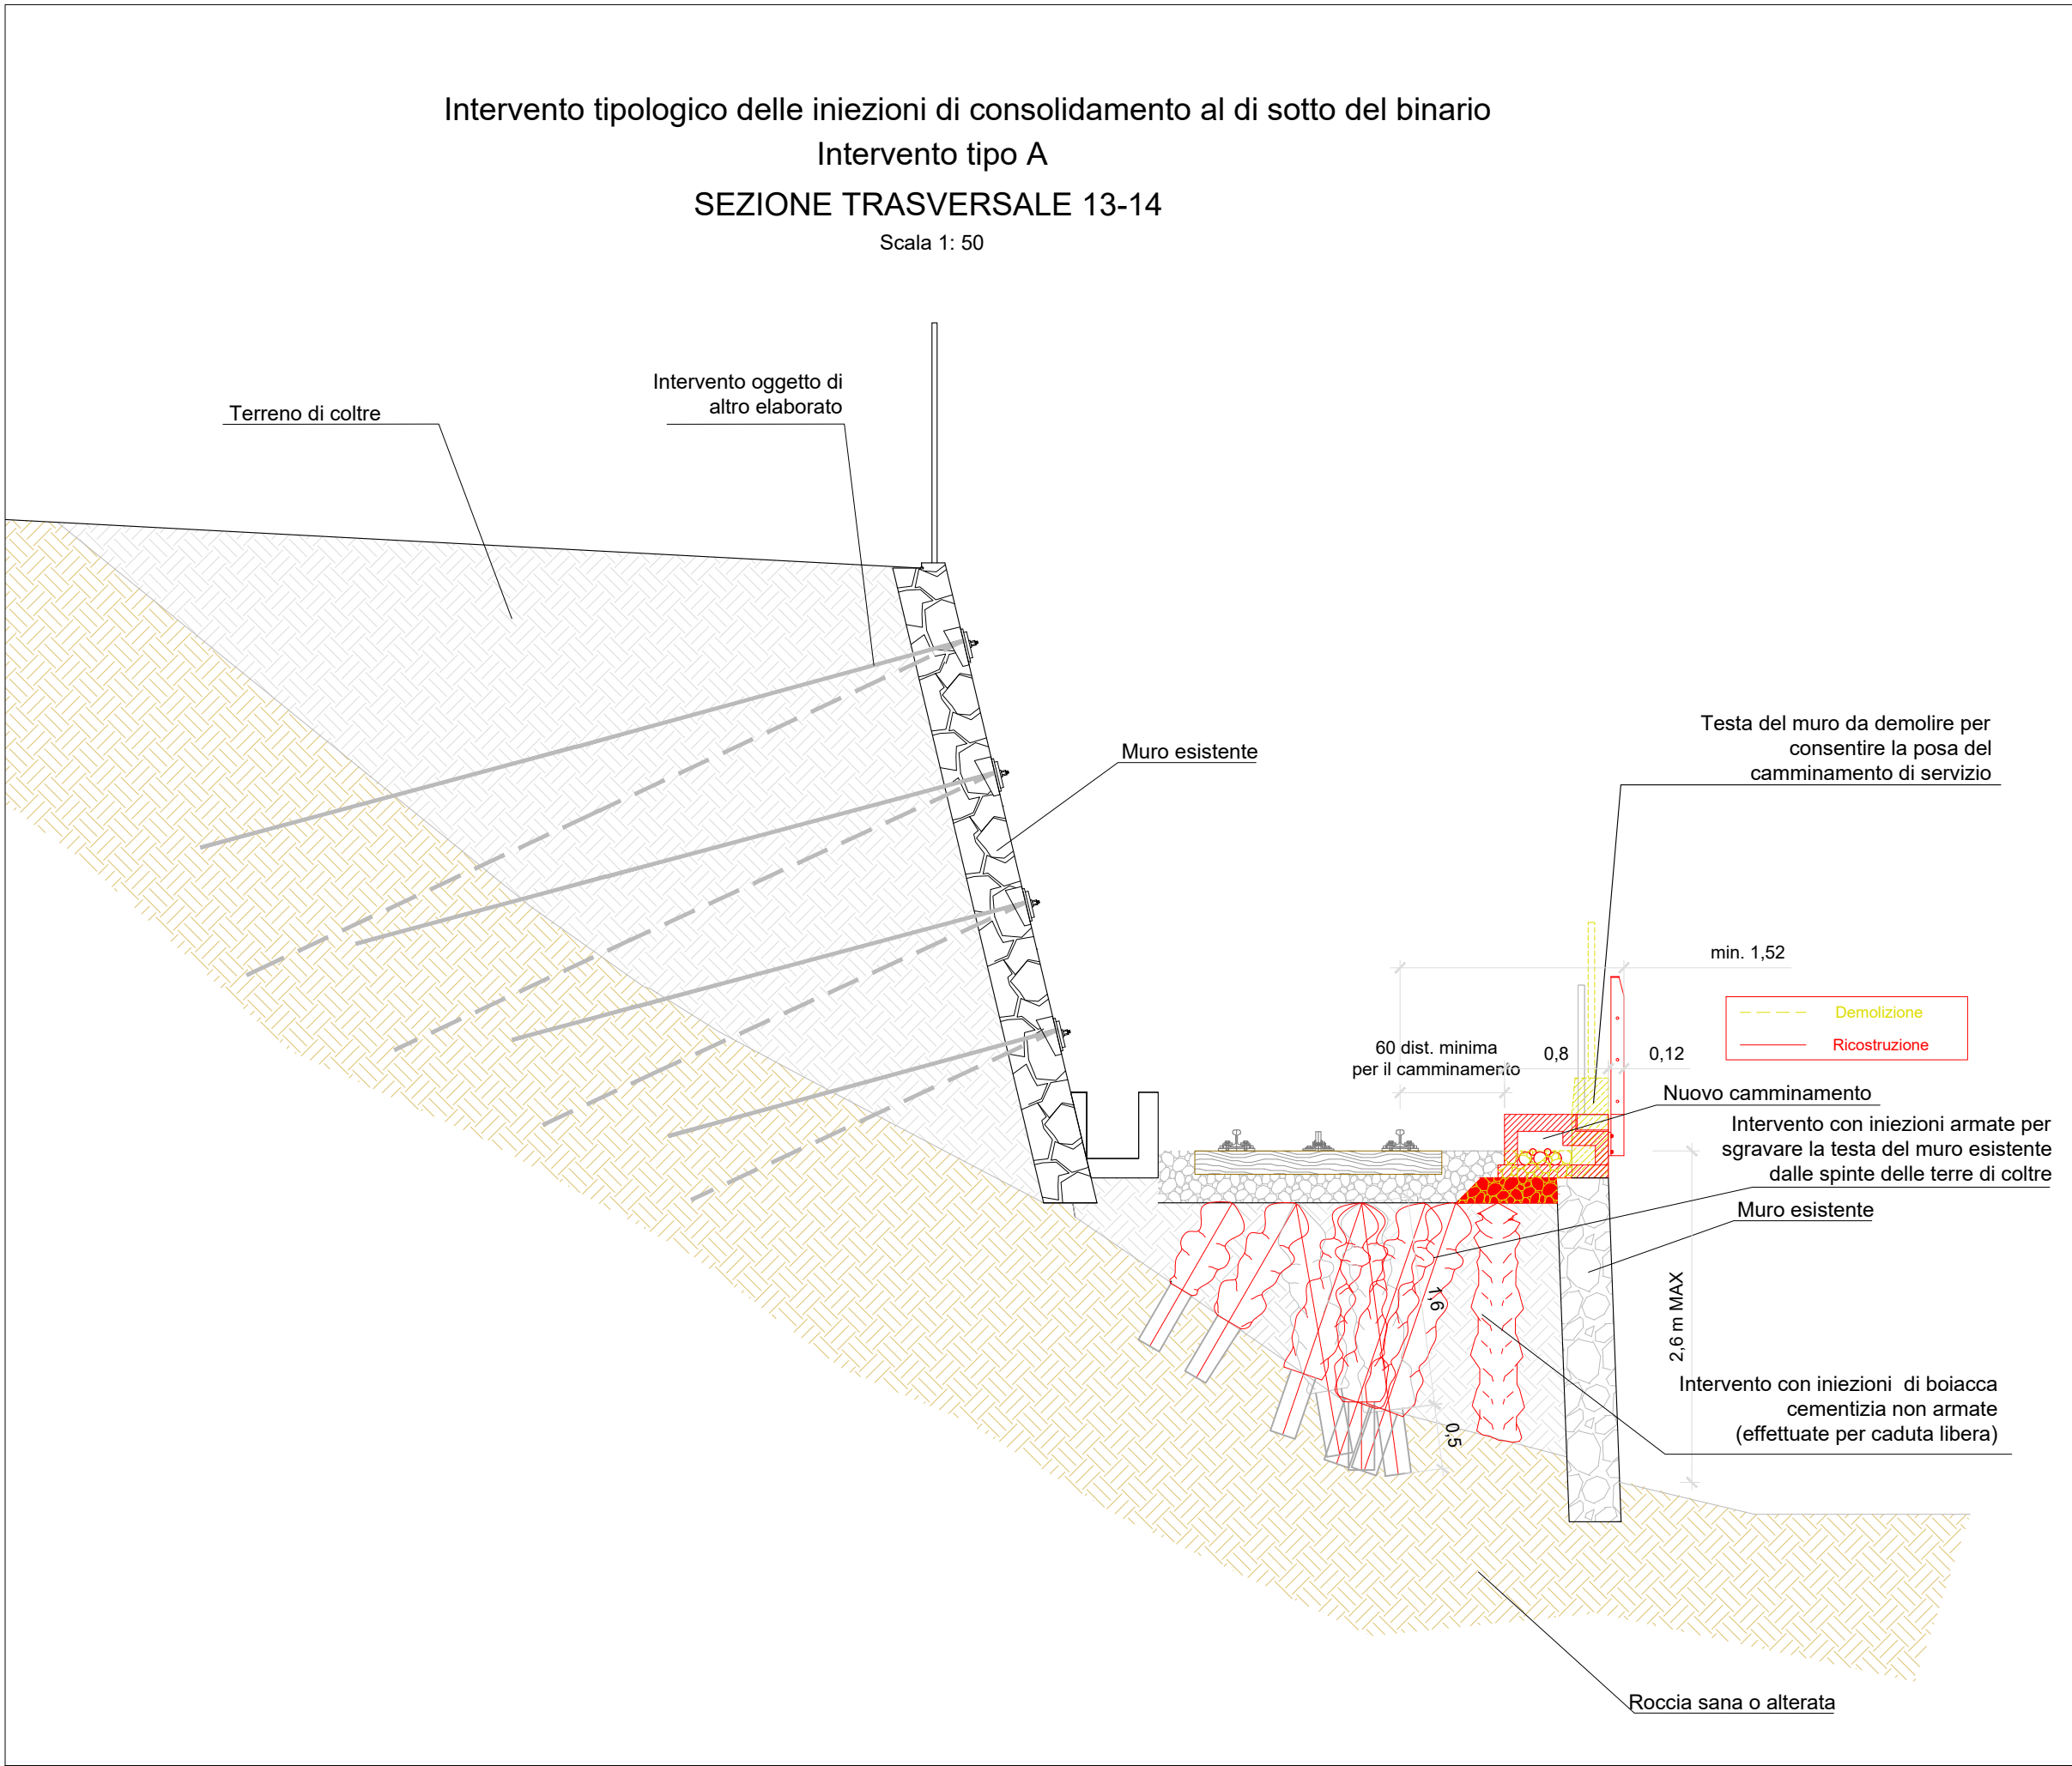 Intervento tipologico delle iniezioni di consolidamento al di sotto del binario
Intervento tipo A
SEZIONE TRASVERSALE 13-14
Scala 1: 50
Intervento oggetto di
altro elaborato
Terreno di coltre
Muro esistente
Testa del muro da demolire per
consentire la posa del
camminamento di servizio
min. 1,52
60 dist. minima
per il camminamento
0,8
0,12
Demolizione
Ricostruzione
Nuovo camminamento
Intervento con iniezioni armate per
sgravare la testa del muro esistente
dalle spinte delle terre di coltre
Muro esistente
1,6
0,5
2,6 m MAX
Intervento con iniezioni di boiacca
cementizia non armate
(effettuate per caduta libera)
Roccia sana o alterata